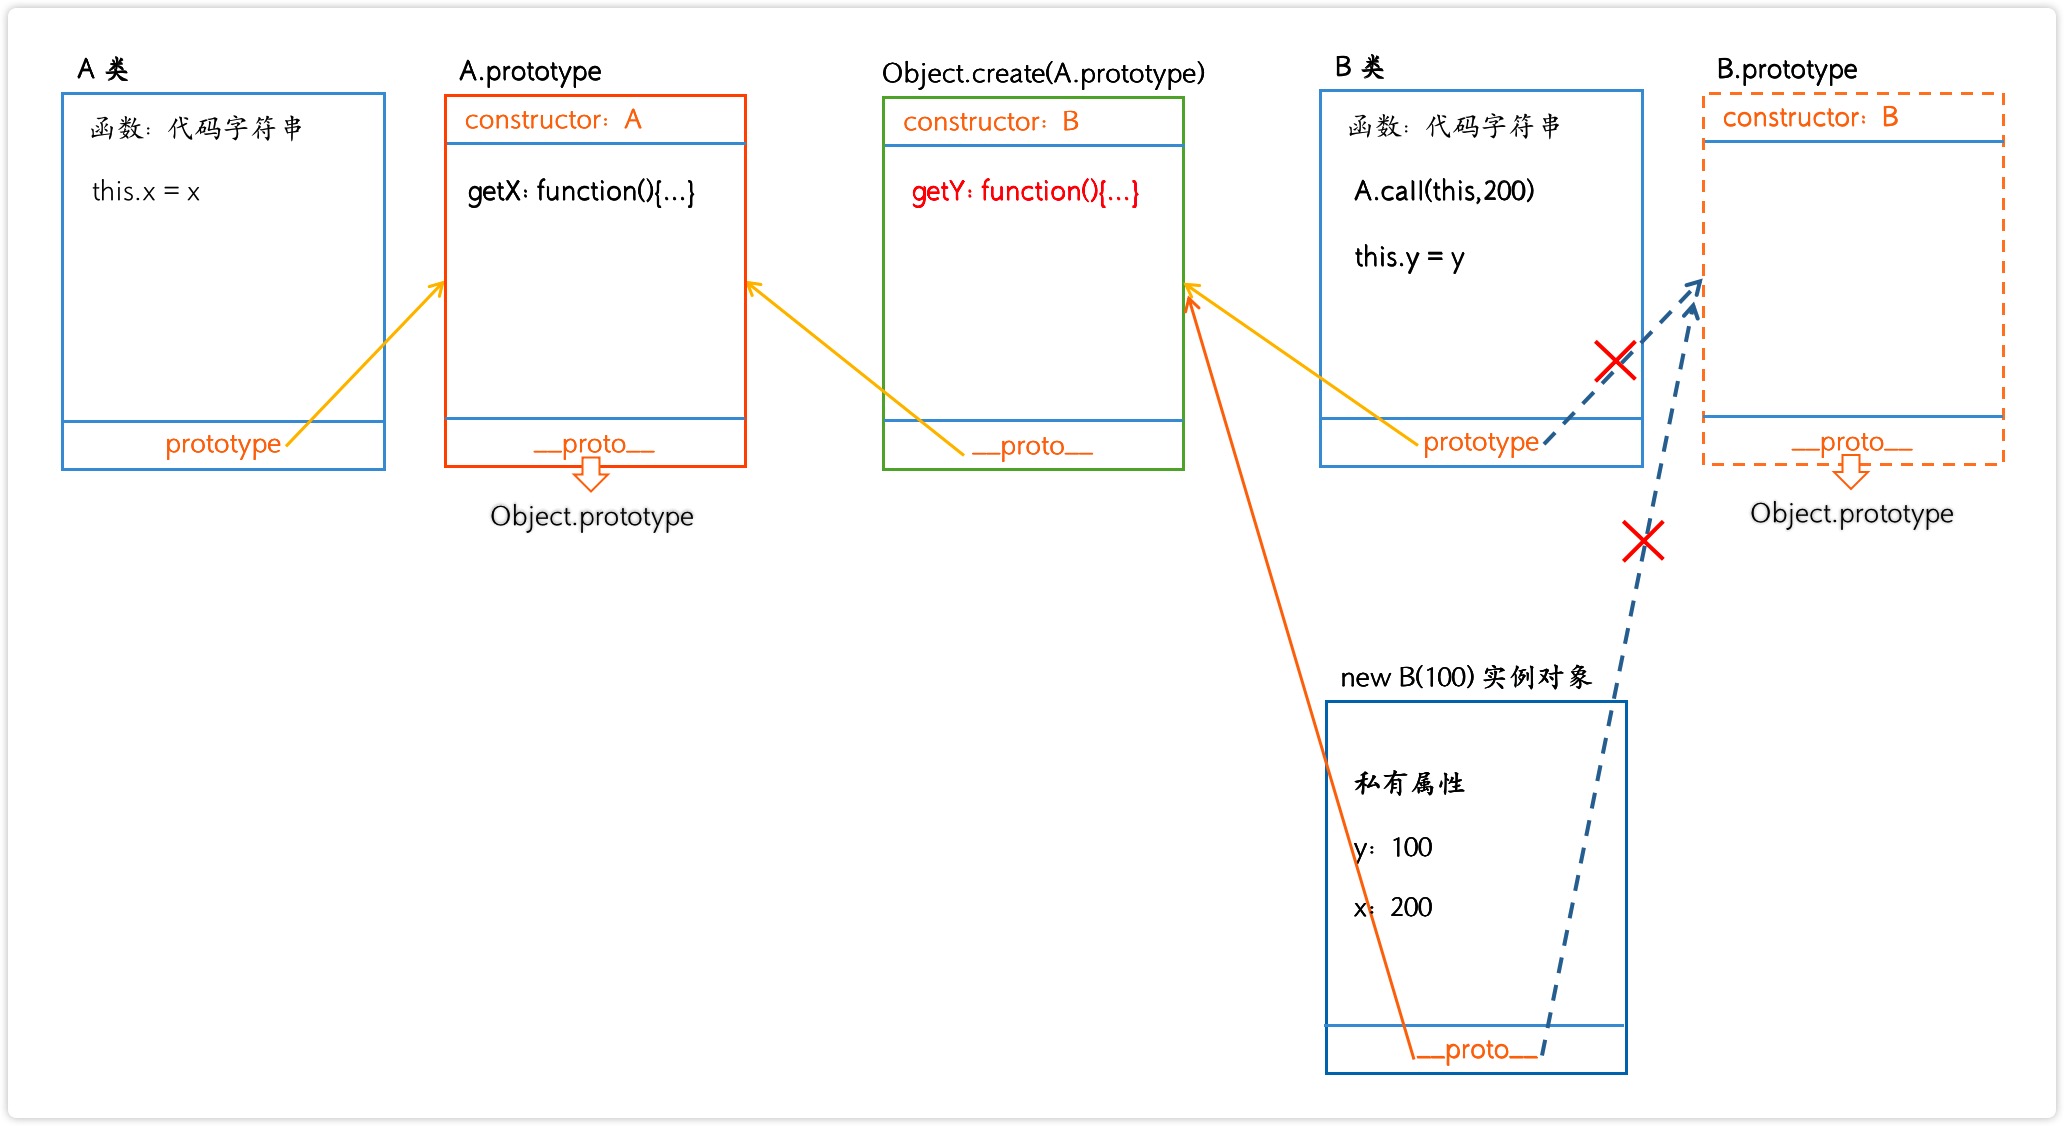 A 类
函数：代码字符串
this.x = x
prototype
A.prototype
constructor：A
getX: function(){...}
__proto__
Object.prototype
Object.create(A.prototype)
constructor：B
getY: function(){...}
__proto__
B 类
函数：代码字符串
A.call(this,200)
this.y = y
prototype
B.prototype
constructor：B
__proto__
Object.prototype
new B(100) 实例对象
私有属性
y：100
x：200
__proto__